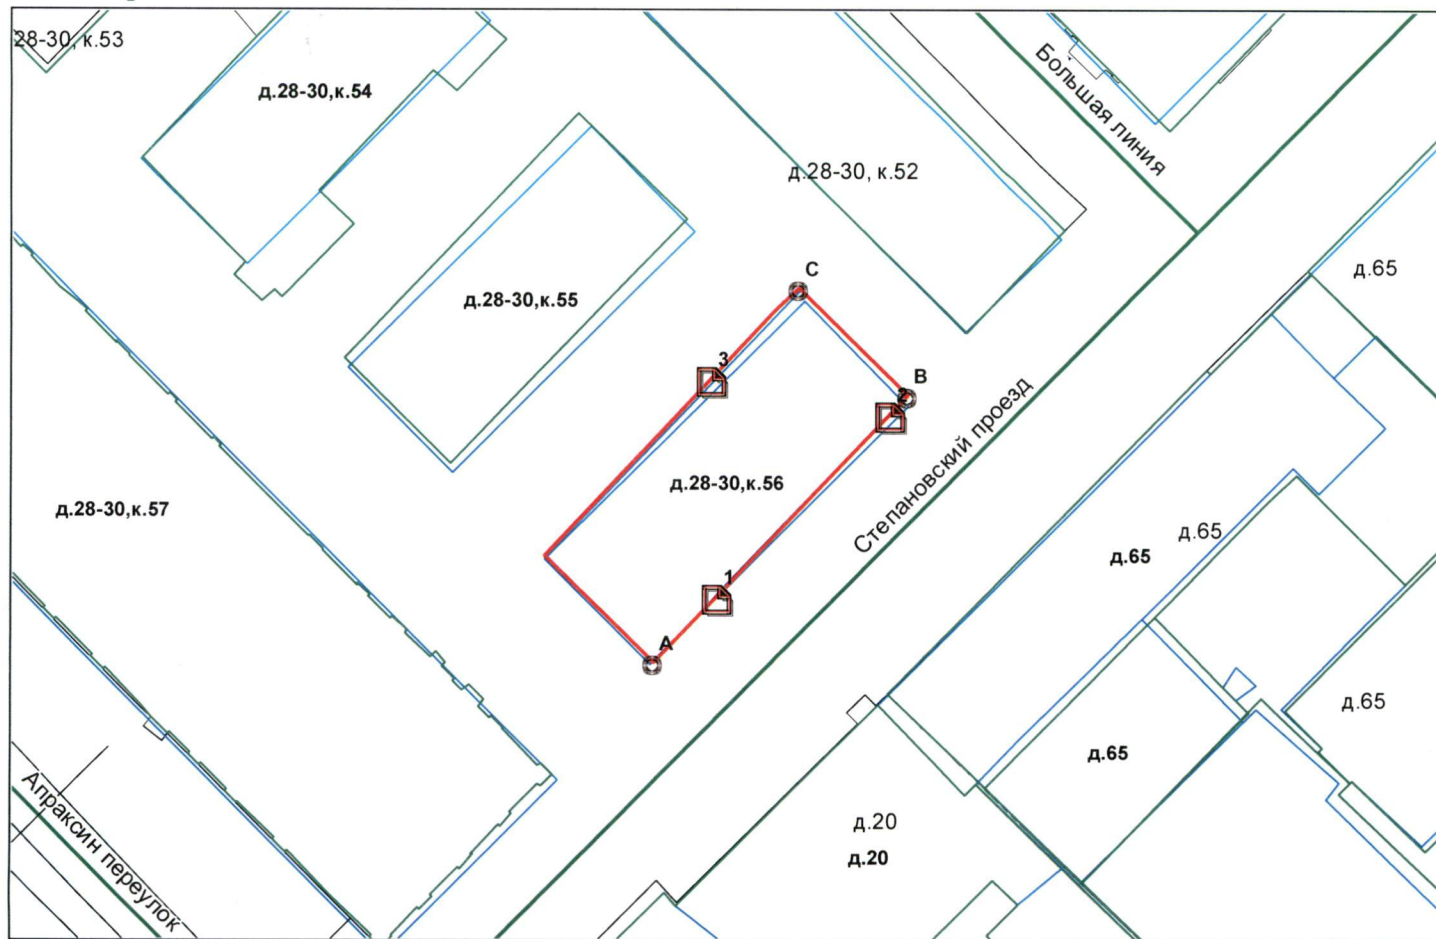 28-30, к.53
д.28-30,к.54
Большая линия
д.28-30, к.52
д.65
С
д.28-30,к.55
3
В
2
Степановский проезд
д.28-30,к.56
д.28-30,к.57
д.65
д.65
1
А
д.65
д.65
Апраксин переулок
д.20
д.20